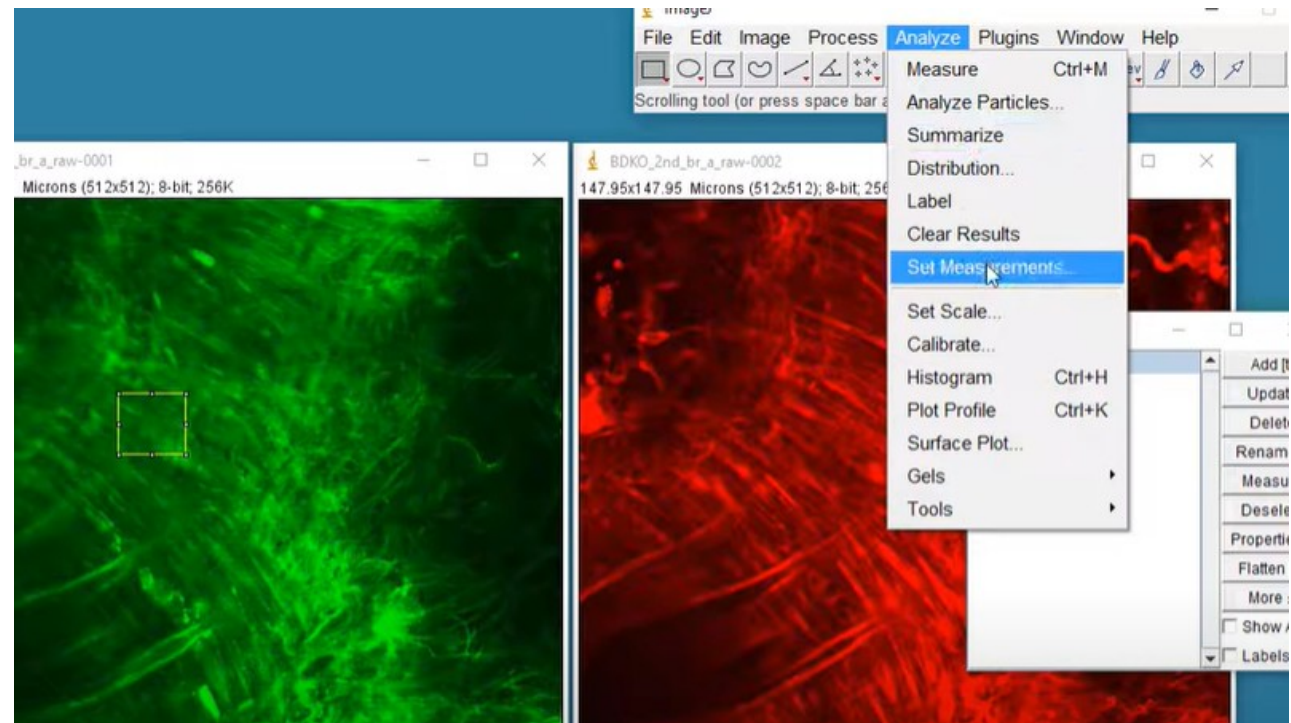 ImageJ
File Edit Image Process Analyze Plugins Window Help
Scrolling tool (or press space bar a
Measure Ctrl+M
Analyze Particles...
Summarize
Distribution...
Label
Clear Results
Set Measurements...
Set Scale...
Calibrate...
Histogram Ctrl+H
Plot Profile Ctrl+K
Surface Plot...
Gels
Tools
_br_a_raw-0001
Microns (512x512); 8-bit; 256K
BDKO_2nd_br_a_raw-0002
147.95x147.95 Microns (512x512); 8-bit; 256
Add [t
Updat
Delet
Renam
Measu
Desele
Properti
Flatten
More
Show
Labels